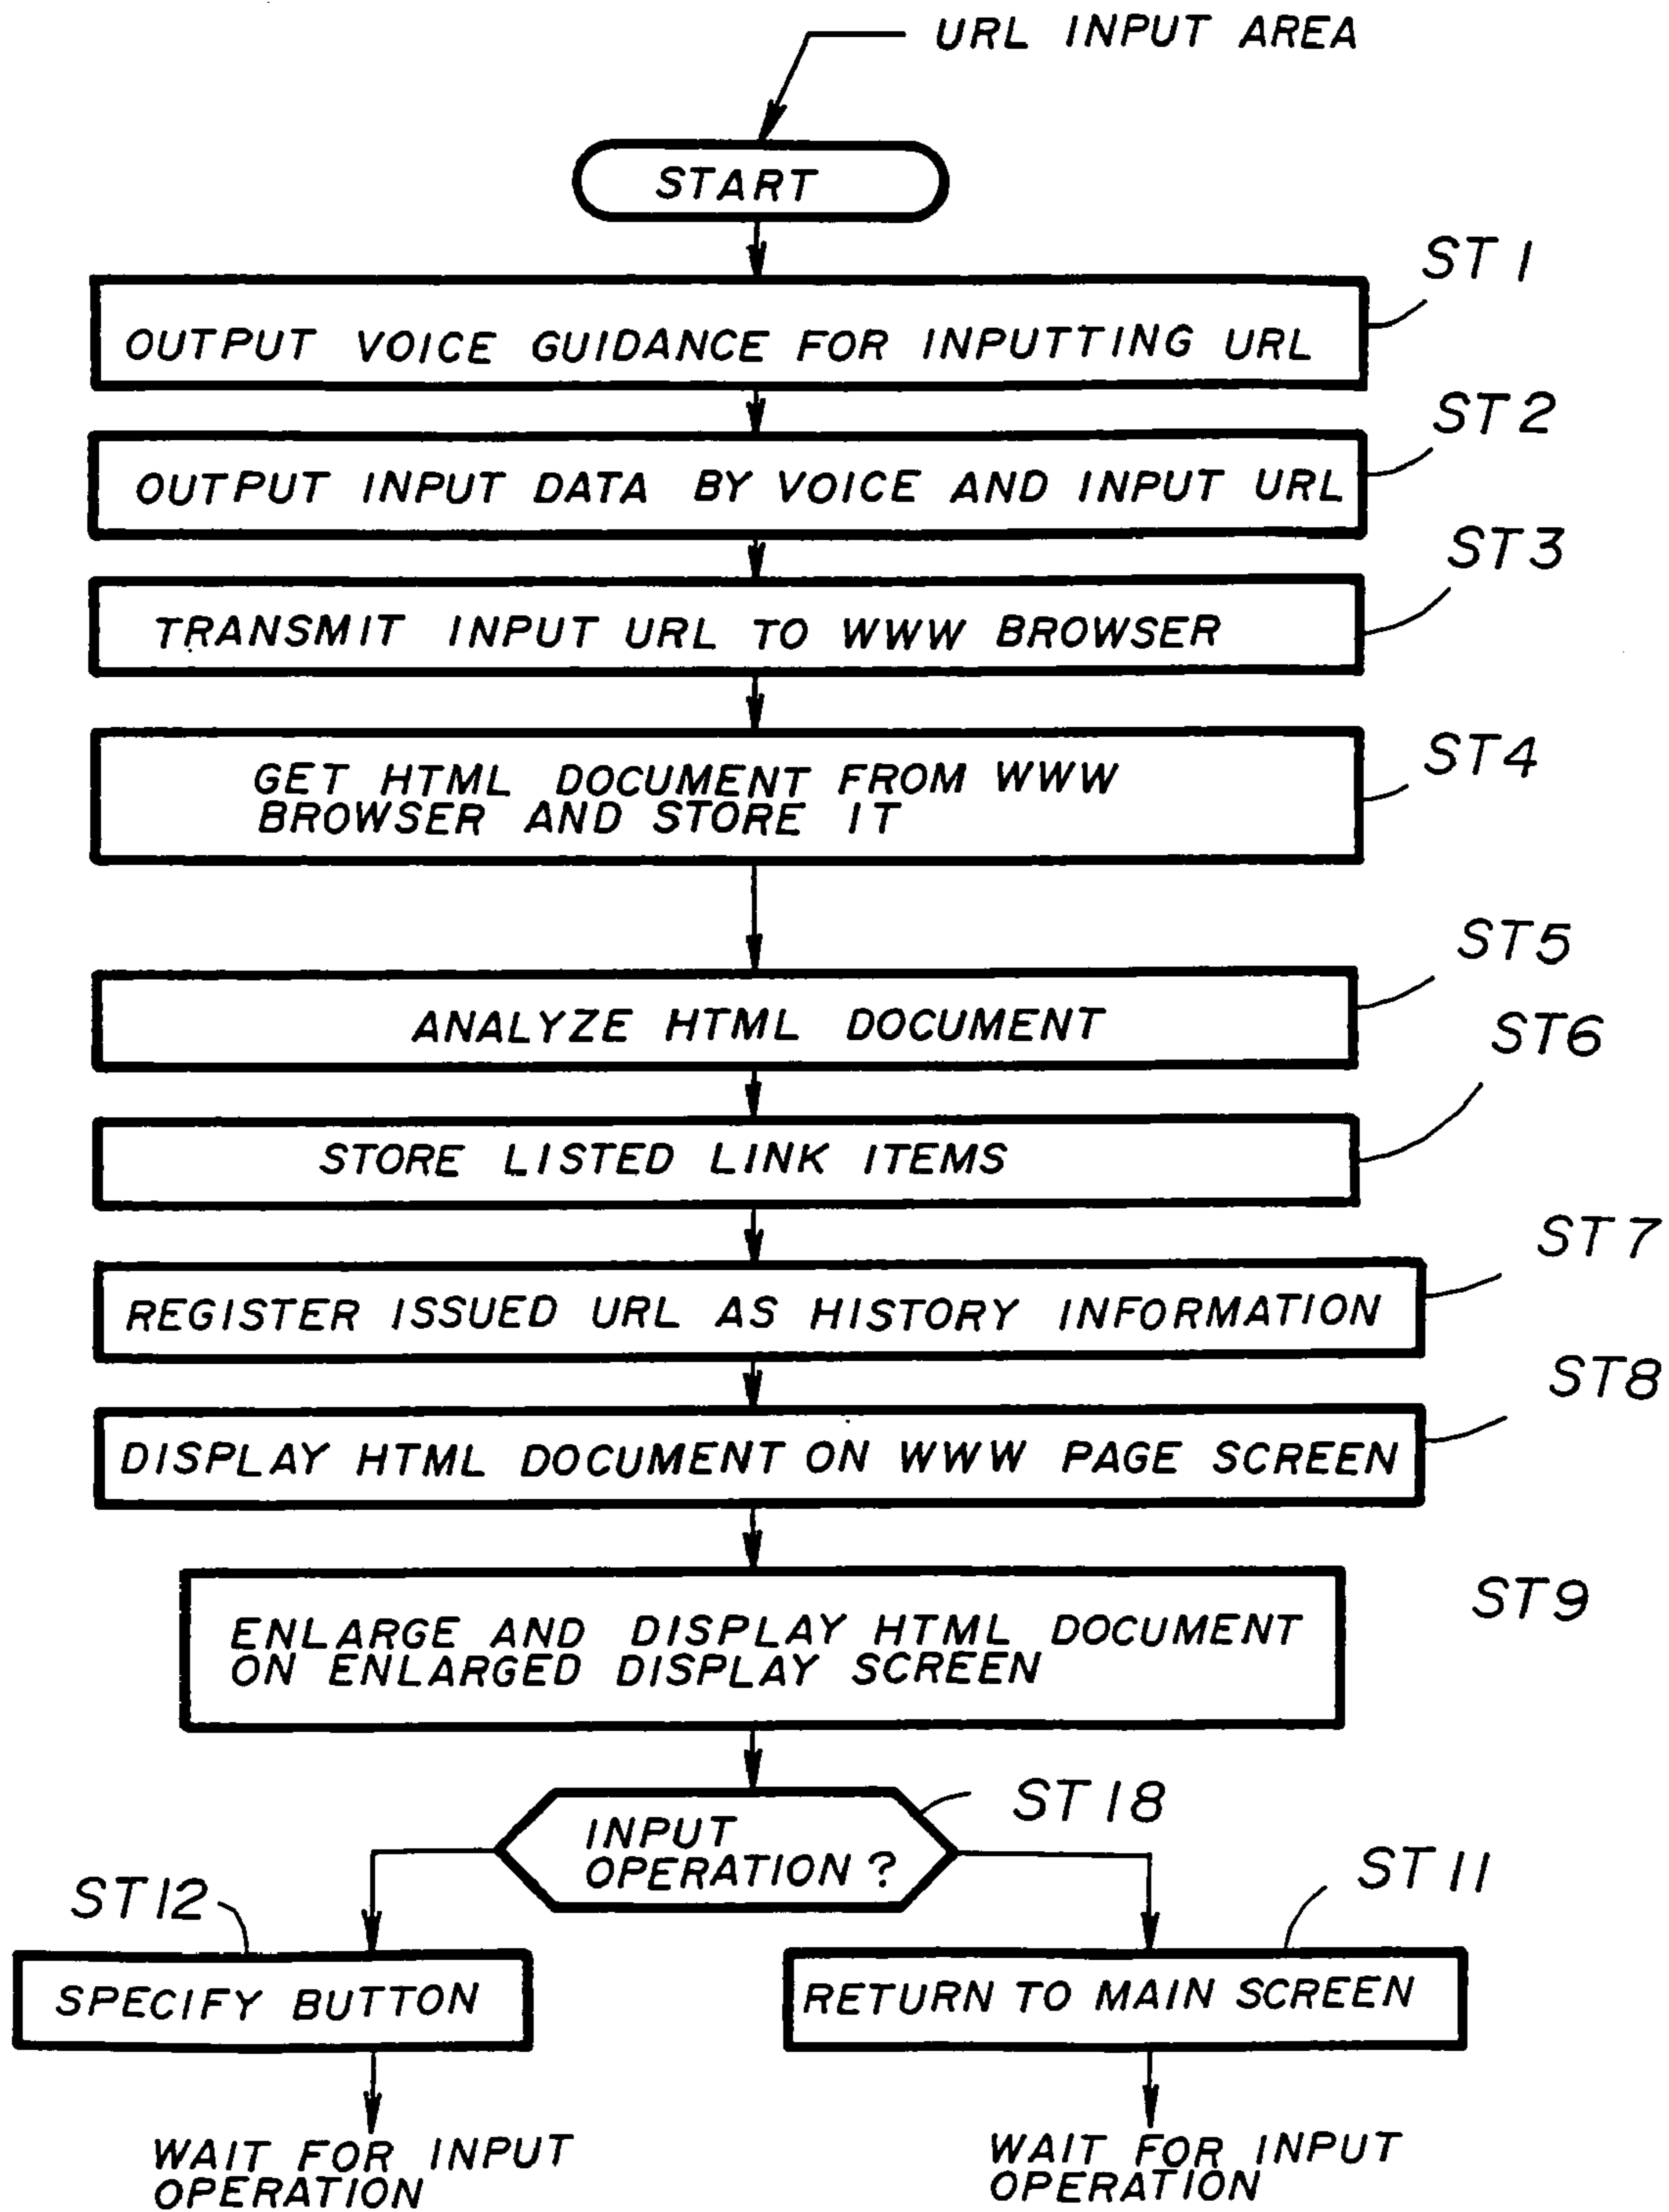 URL INPUT AREA
START
ST1
OUTPUT VOICE GUIDANCE FOR INPUTTING URL
ST2
OUTPUT INPUT DATA BY VOICE AND INPUT URL
ST3
TRANSMIT INPUT URL TO WWW BROWSER
ST4
GET HTML DOCUMENT FROM WWW
BROWSER AND STORE IT
ST5
ANALYZE HTML DOCUMENT
ST6
STORE LISTED LINK ITEMS
ST7
REGISTER ISSUED URL AS HISTORY INFORMATION
ST8
DISPLAY HTML DOCUMENT ON WWW PAGE SCREEN
ST9
ENLARGE AND DISPLAY HTML DOCUMENT
ON ENLARGED DISPLAY SCREEN
ST18
INPUT
OPERATION?
ST12
SPECIFY BUTTON
ST11
RETURN TO MAIN SCREEN
WAIT FOR INPUT
OPERATION
WAIT FOR INPUT
OPERATION